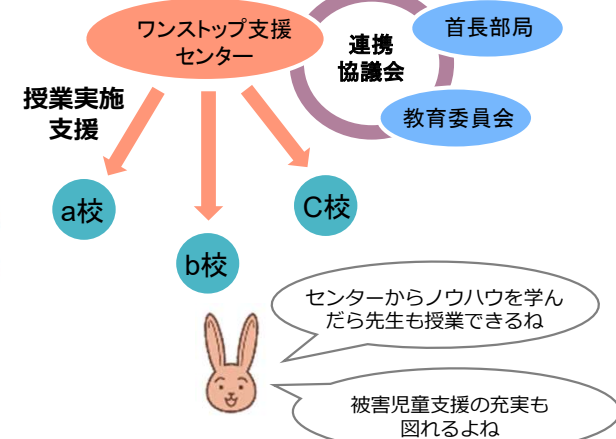 ワンストップ支援
センター
連携
協議会
首長部局
教育委員会
授業実施
支援
a校
b校
C校
センターからノウハウを学ん
だら先生も授業できるね
被害児童支援の充実も
図れるよね